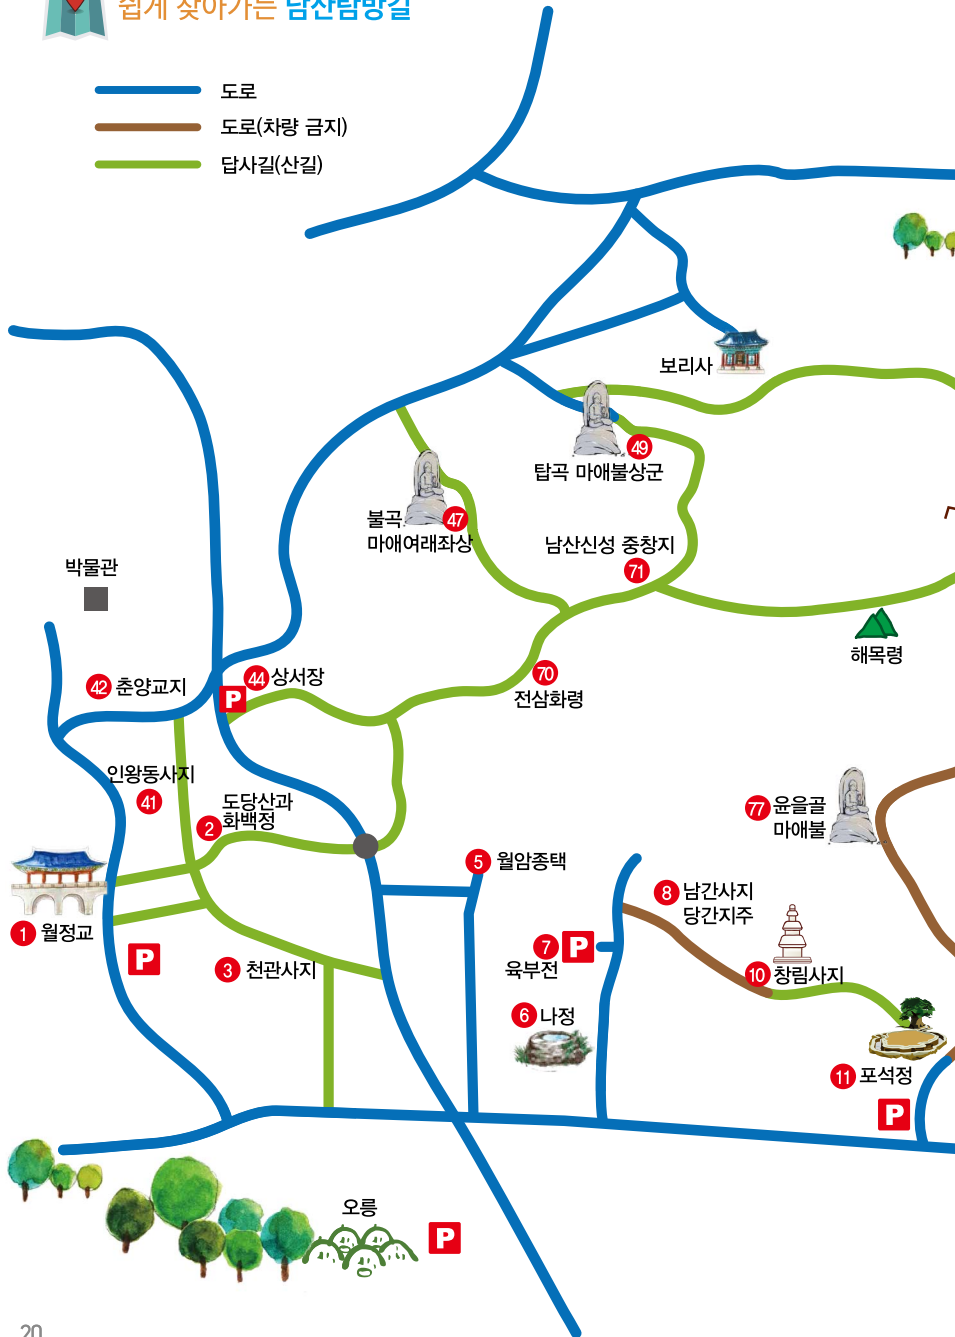 쉽게 찾아가는 남산탐방길
도로
도로(차량 금지)
답사길(산길)
보리사
49
탑곡 마애불상군
불곡 47
마애여래좌상
남산신성 중창지
71
박물관
해목령
42 춘양교지
44 상서장
P
70
전삼화령
인왕동사지
41
도당산과
2 화백정
77 윤을골
마애불
5 월암종택
8 남간사지
당간지주
1 월정교
P
7 P
육부전
3 천관사지
10 창림사지
6 나정
11 포석정
P
오릉
P
20